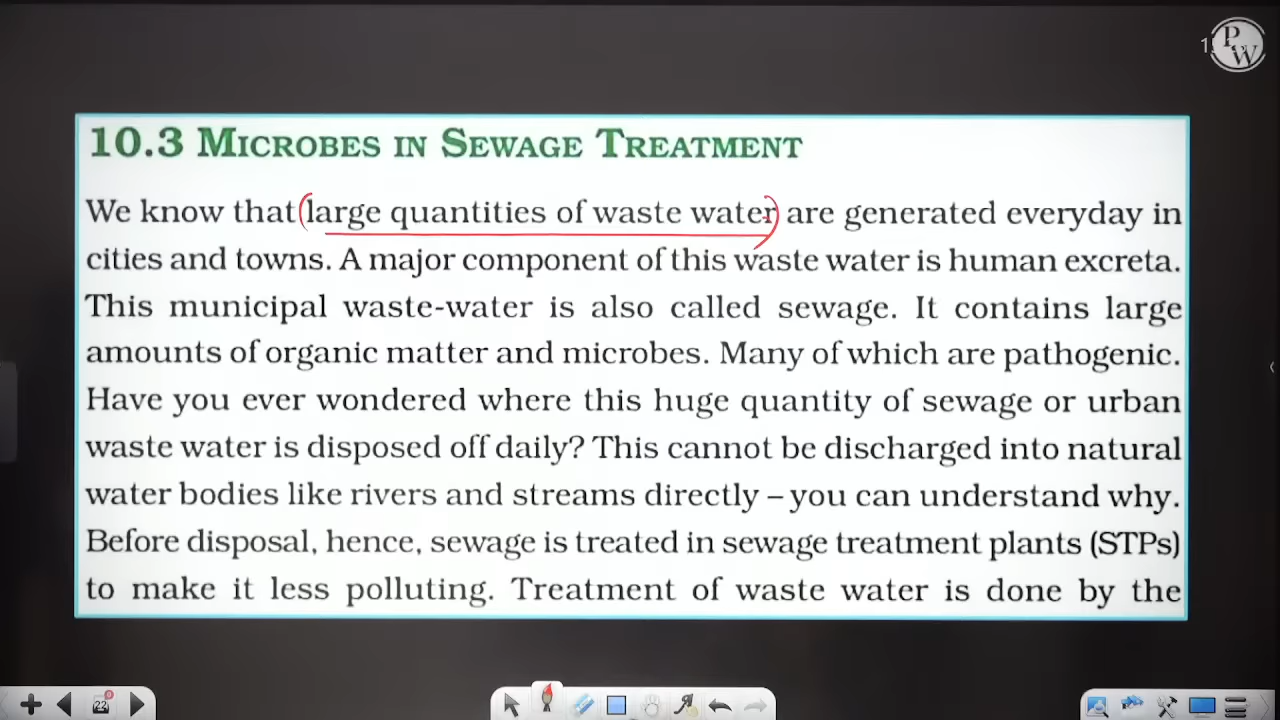 PW
1
10.3 MICROBES IN SEWAGE TREATMENT
We know that large quantities of waste water are generated everyday in
cities and towns. A major component of this waste water is human excreta.
This municipal waste-water is also called sewage. It contains large
amounts of organic matter and microbes. Many of which are pathogenic.
Have you ever wondered where this huge quantity of sewage or urban
waste water is disposed off daily? This cannot be discharged into natural
water bodies like rivers and streams directly – you can understand why.
Before disposal, hence, sewage is treated in sewage treatment plants (STPs)
to make it less polluting. Treatment of waste water is done by the
22